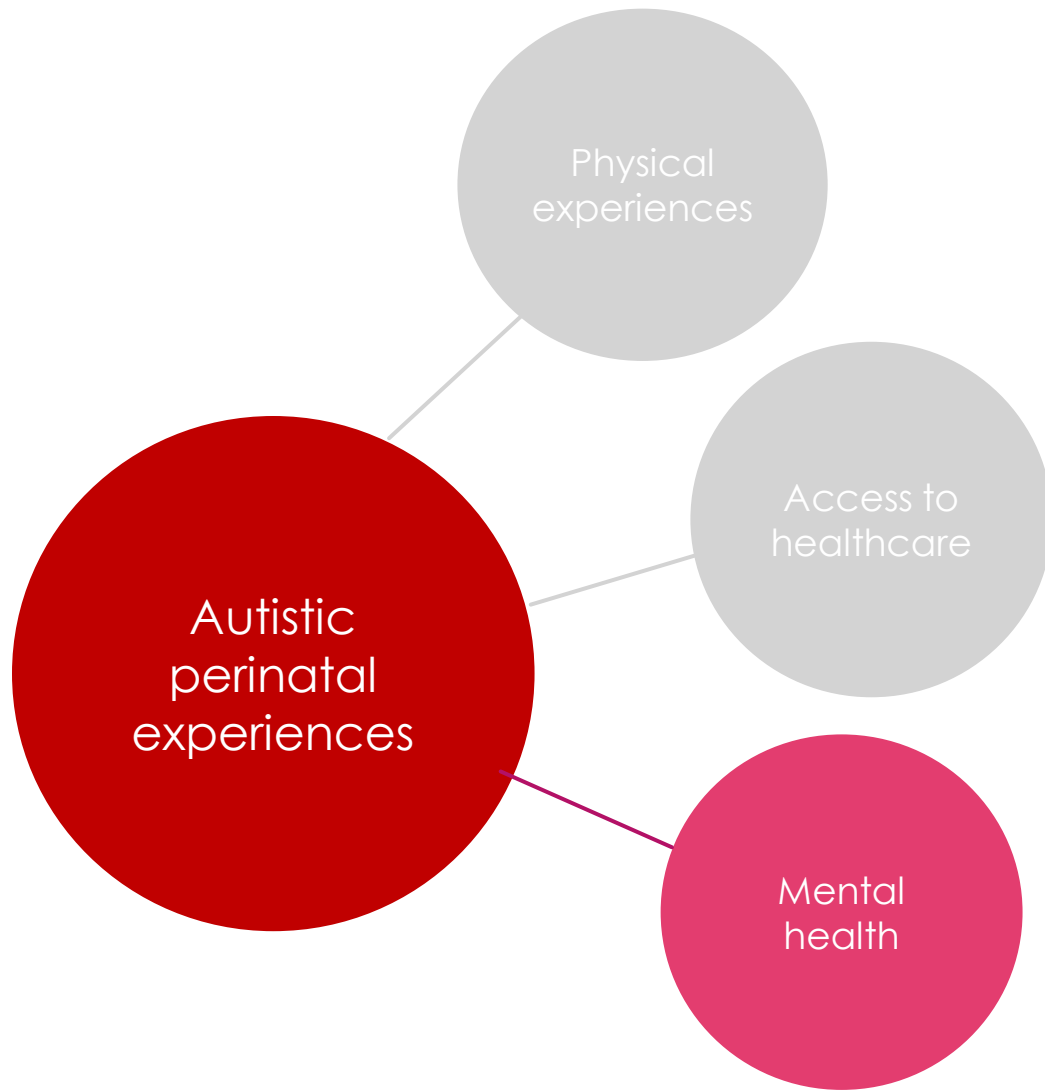 Physical
experiences
Access to
healthcare
Autistic
perinatal
experiences
Mental
health